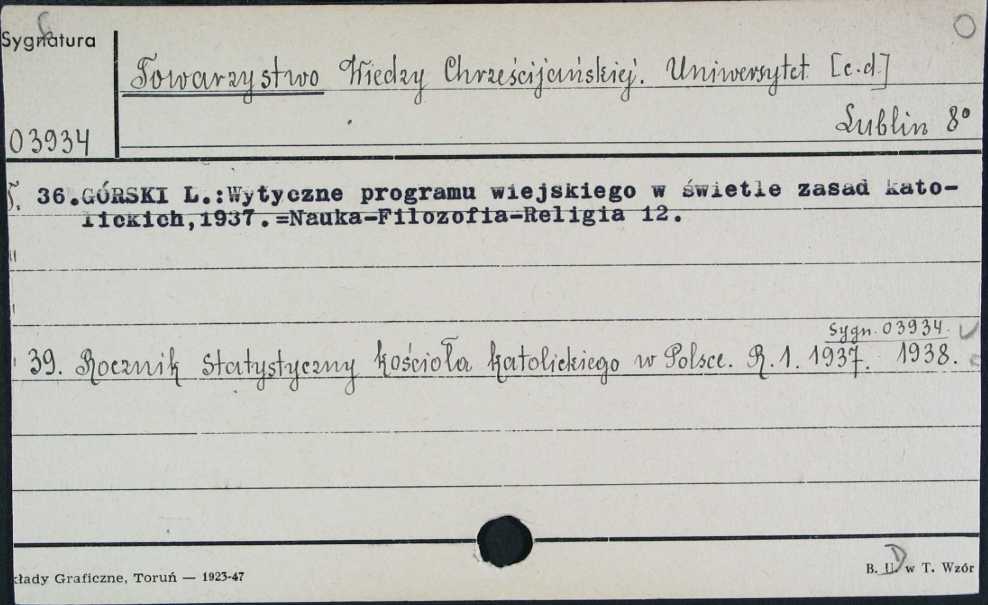 Sygnatura
Towarzystwo Wiedzy Chrześcijańskiej. Uniwersytet [c.d.]
Lublin 8°
03934
T. 36.GÓRSKI L.:Wytyczne programu wiejskiego w świetle zasad kato-
lickich,1937.=Nauka-Filozofia-Religia 12.
Sygn. 03934.
39. Rocznik statystyczny kościoła katolickiego w Polsce. R. 1. 1937. 1938.
kłady Graficzne, Toruń — 1923-47
B. U. w T. Wzór